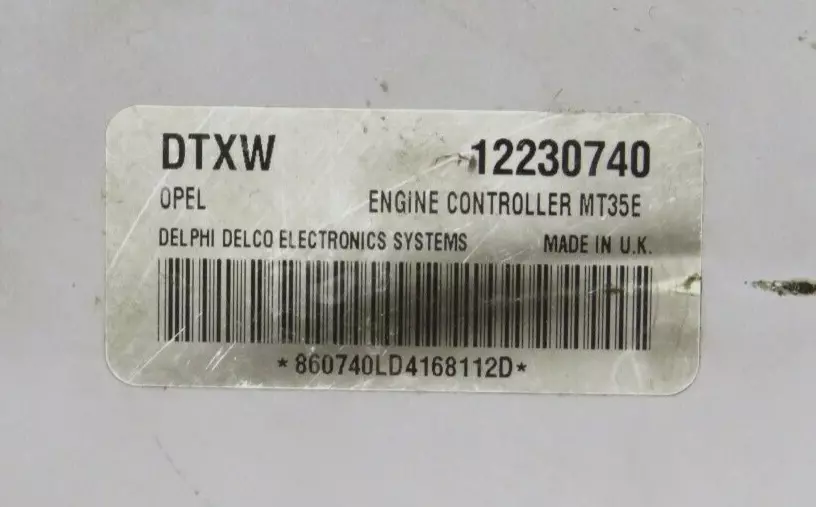 DTXW 12230740
OPEL ENGINE CONTROLLER MT35E
DELPHI DELCO ELECTRONICS SYSTEMS MADE IN U.K.
*860740LD4168112D*